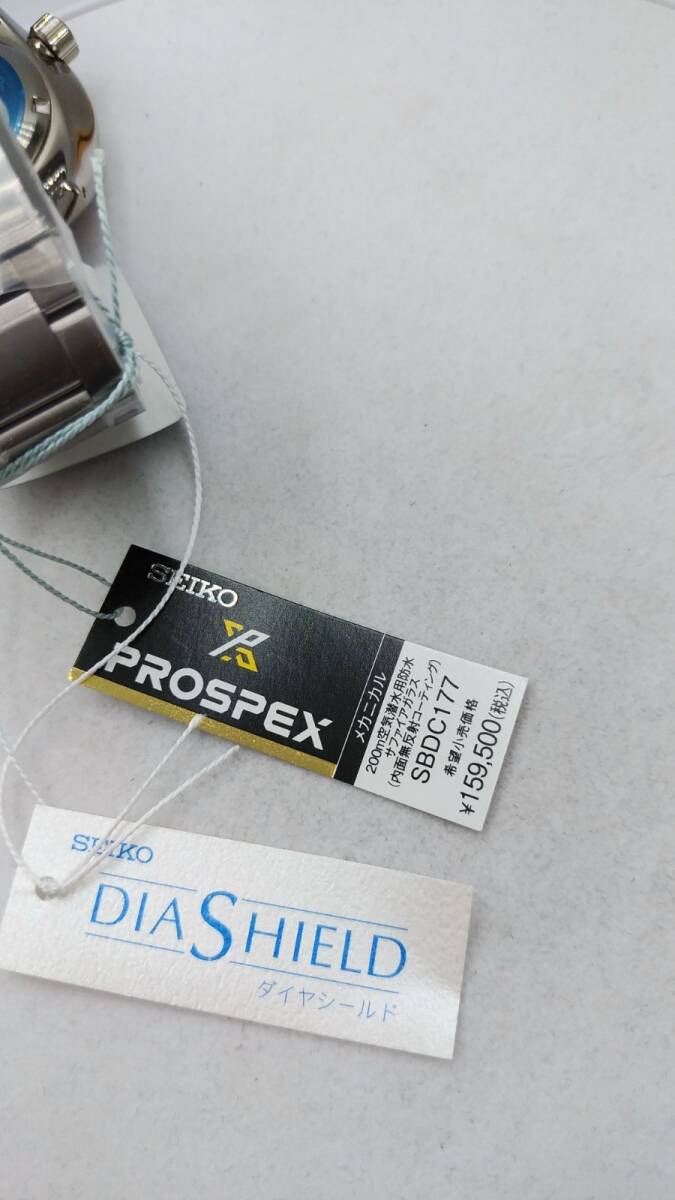 SEIKO
PROSPEX
メカニカル
200m空気潜水用防水
サファイアガラス
(内面無反射コーティング)
SBDC177
希望小売価格
¥159,500(税込)
SEIKO
DIASHIELD
ダイヤシールド